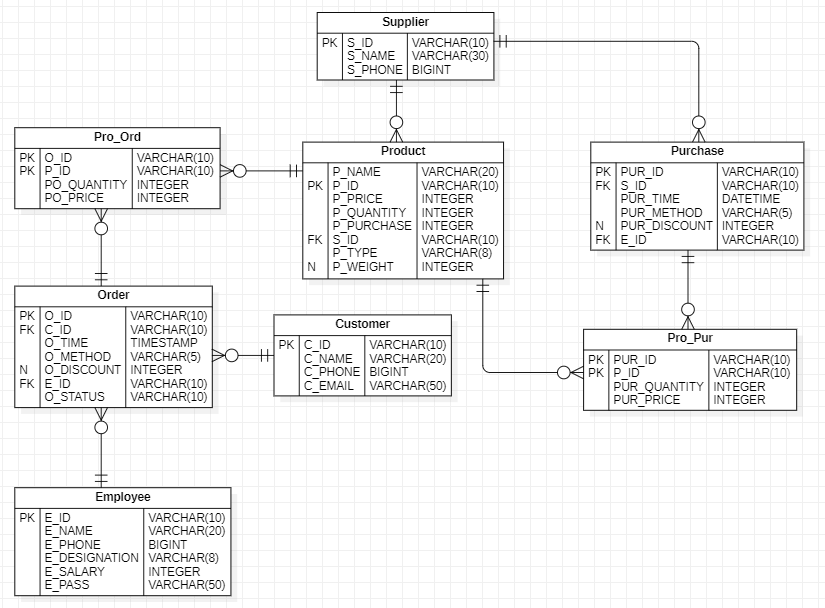 Supplier
PK S_ID VARCHAR(10)
S_NAME VARCHAR(30)
S_PHONE BIGINT
Pro_Ord
PK O_ID VARCHAR(10)
PK P_ID VARCHAR(10)
PO_QUANTITY INTEGER
PO_PRICE INTEGER
Product
P_NAME VARCHAR(20)
PK P_ID VARCHAR(10)
P_PRICE INTEGER
P_QUANTITY INTEGER
P_PURCHASE INTEGER
FK S_ID VARCHAR(10)
P_TYPE VARCHAR(8)
N P_WEIGHT INTEGER
Purchase
PK PUR_ID VARCHAR(10)
FK S_ID VARCHAR(10)
PUR_TIME DATETIME
PUR_METHOD VARCHAR(5)
N PUR_DISCOUNT INTEGER
FK E_ID VARCHAR(10)
Order
PK O_ID VARCHAR(10)
FK C_ID VARCHAR(10)
O_TIME TIMESTAMP
O_METHOD VARCHAR(5)
N O_DISCOUNT INTEGER
FK E_ID VARCHAR(10)
O_STATUS VARCHAR(10)
Customer
PK C_ID VARCHAR(10)
C_NAME VARCHAR(20)
C_PHONE BIGINT
C_EMAIL VARCHAR(50)
Pro_Pur
PK PUR_ID VARCHAR(10)
PK P_ID VARCHAR(10)
PUR_QUANTITY INTEGER
PUR_PRICE INTEGER
Employee
PK E_ID VARCHAR(10)
E_NAME VARCHAR(20)
E_PHONE BIGINT
E_DESIGNATION VARCHAR(8)
E_SALARY INTEGER
E_PASS VARCHAR(50)